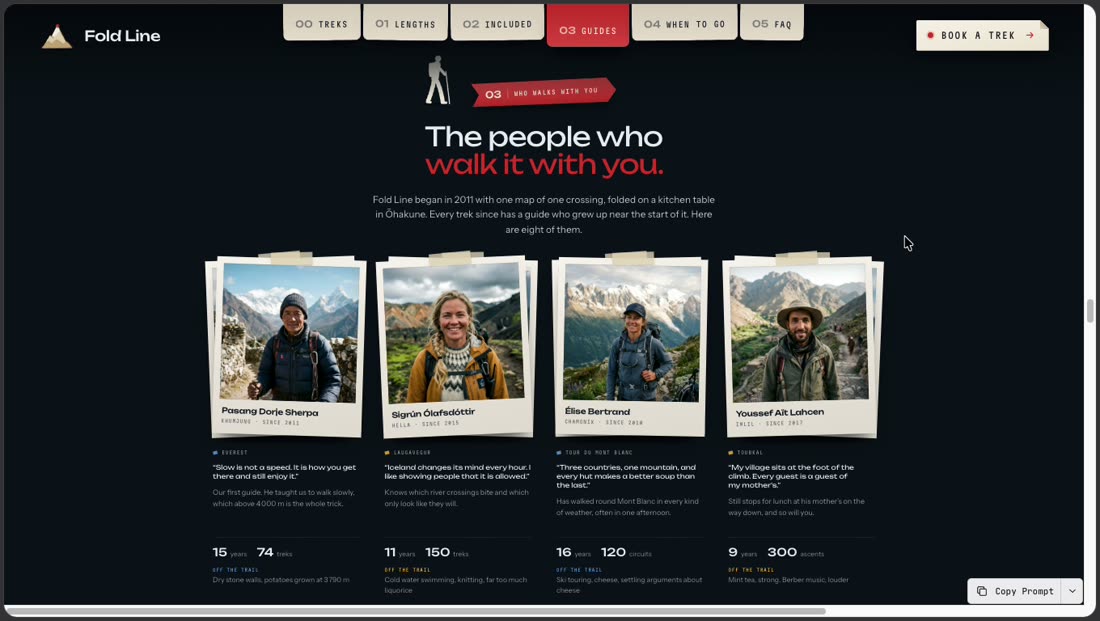 Fold Line
00 TREKS
01 LENGTHS
02 INCLUDED
03 GUIDES
04 WHEN TO GO
05 FAQ
BOOK A TREK →
03 | WHO WALKS WITH YOU
The people who
walk it with you.
Fold Line began in 2011 with one map of one crossing, folded on a kitchen table
in Ōhakune. Every trek since has a guide who grew up near the start of it. Here
are eight of them.
Pasang Dorje Sherpa
KHUMJUNG · SINCE 2011
EVEREST
"Slow is not a speed. It is how you get
there and still enjoy it."
Our first guide. He taught us to walk slowly,
which above 4000 m is the whole trick.
15 years 74 treks
OFF THE TRAIL
Dry stone walls, potatoes grown at 3790 m
Sigrún Ólafsdóttir
HELLA · SINCE 2015
LAUGAVEGUR
"Iceland changes its mind every hour. I
like showing people that it is allowed."
Knows which river crossings bite and which
only look like they will.
11 years 150 treks
OFF THE TRAIL
Cold water swimming, knitting, far too much
liquorice
Élise Bertrand
CHAMONIX · SINCE 2010
TOUR DU MONT BLANC
"Three countries, one mountain, and
every hut makes a better soup than
the last."
Has walked round Mont Blanc in every kind
of weather, often in one afternoon.
16 years 120 circuits
OFF THE TRAIL
Ski touring, cheese, settling arguments about
cheese
Youssef Aït Lahcen
IMLIL · SINCE 2017
TOUBKAL
"My village sits at the foot of the
climb. Every guest is a guest of
my mother's."
Still stops for lunch at his mother's on the
way down, and so will you.
9 years 300 ascents
OFF THE TRAIL
Mint tea, strong. Berber music, louder
Copy Prompt